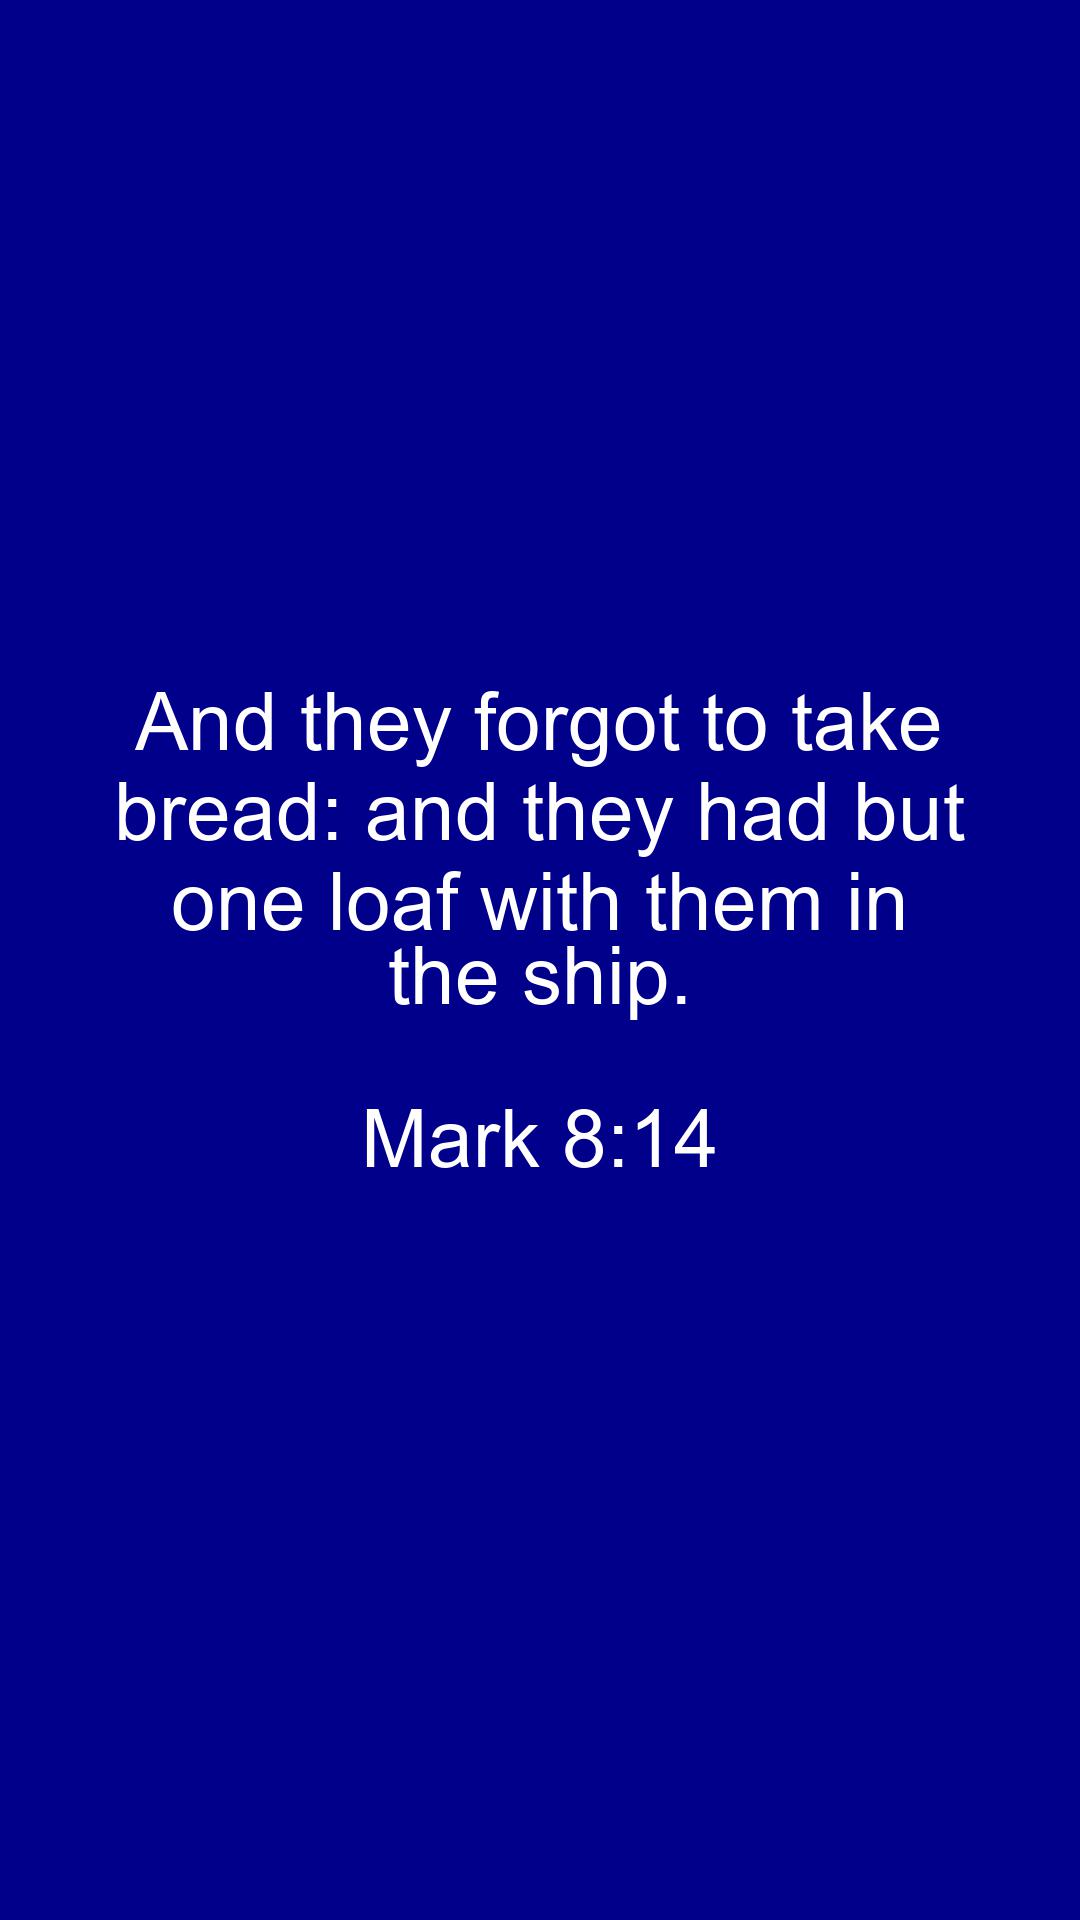 And they forgot to take
bread: and they had but
one loaf with them in
the ship.
Mark 8:14